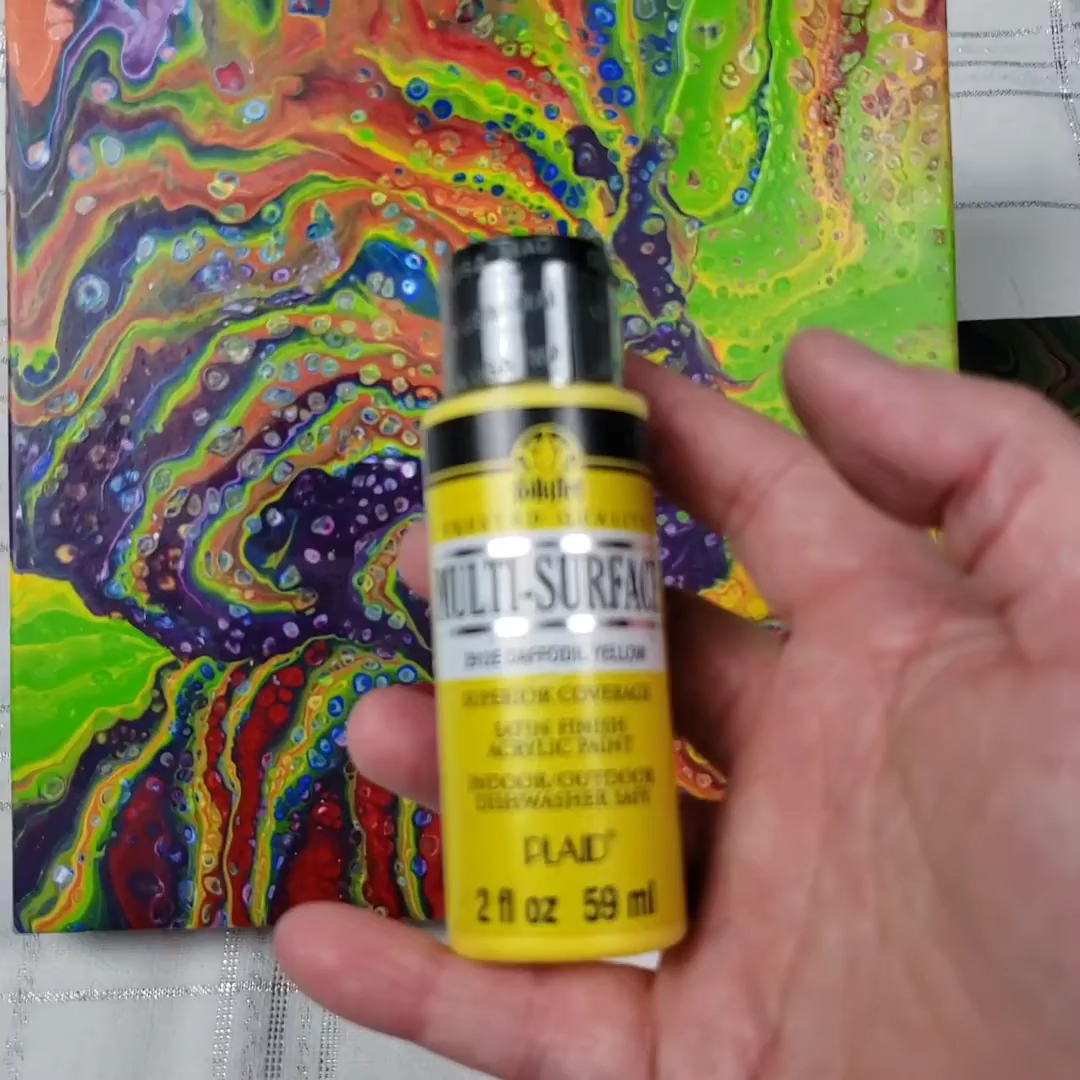 FolkArt
MULTI-SURFACE
DAFFODIL YELLOW
SUPERIOR COVERAGE
SATIN FINISH
ACRYLIC PAINT
INDOOR/OUTDOOR
DISHWASHER SAFE
PLAID
2 fl oz 59 ml